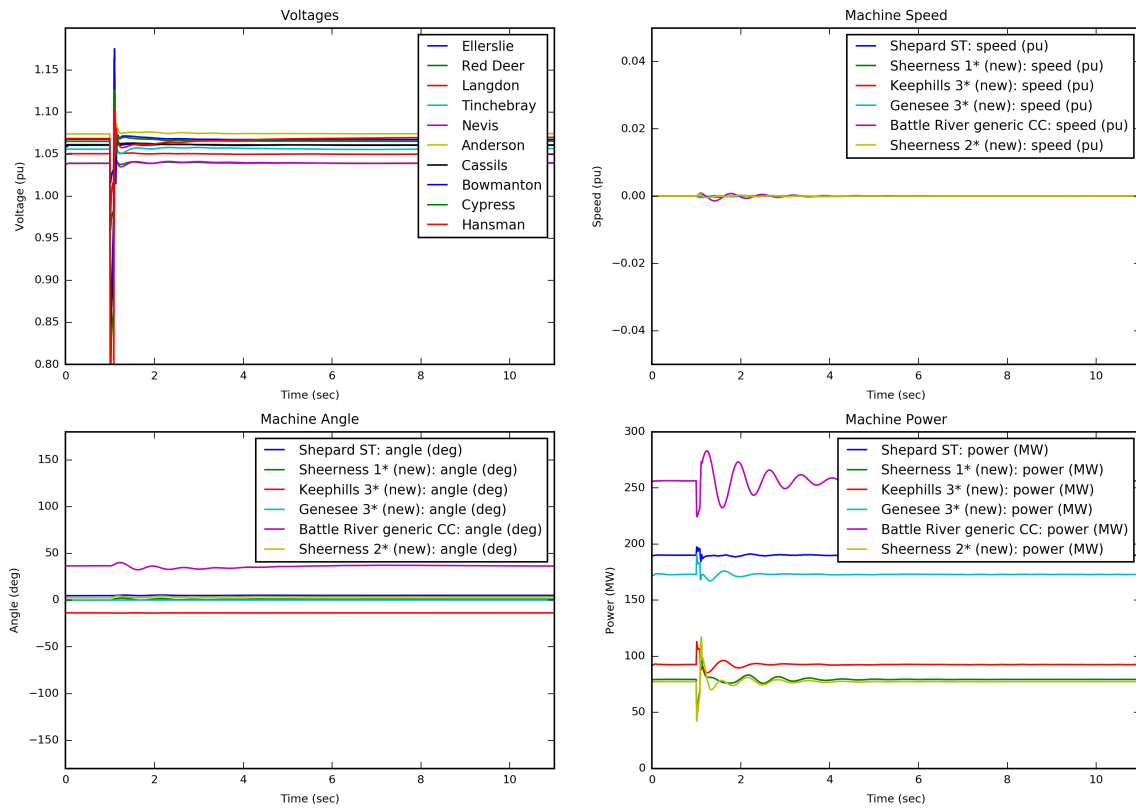 Voltages
1.15
1.10
1.05
1.00
0.95
0.90
0.85
0.80
Voltage (pu)
Ellerslie
Red Deer
Langdon
Tinchebray
Nevis
Anderson
Cassils
Bowmanton
Cypress
Hansman
0 2 4 6 8 10
Time (sec)
Machine Speed
0.04
0.02
0.00
−0.02
−0.04
Speed (pu)
Shepard ST: speed (pu)
Sheerness 1* (new): speed (pu)
Keephills 3* (new): speed (pu)
Genesee 3* (new): speed (pu)
Battle River generic CC: speed (pu)
Sheerness 2* (new): speed (pu)
0 2 4 6 8 10
Time (sec)
Machine Angle
150
100
50
0
−50
−100
−150
Angle (deg)
Shepard ST: angle (deg)
Sheerness 1* (new): angle (deg)
Keephills 3* (new): angle (deg)
Genesee 3* (new): angle (deg)
Battle River generic CC: angle (deg)
Sheerness 2* (new): angle (deg)
0 2 4 6 8 10
Time (sec)
Machine Power
300
250
200
150
100
50
0
Power (MW)
Shepard ST: power (MW)
Sheerness 1* (new): power (MW)
Keephills 3* (new): power (MW)
Genesee 3* (new): power (MW)
Battle River generic CC: power (MW)
Sheerness 2* (new): power (MW)
0 2 4 6 8 10
Time (sec)